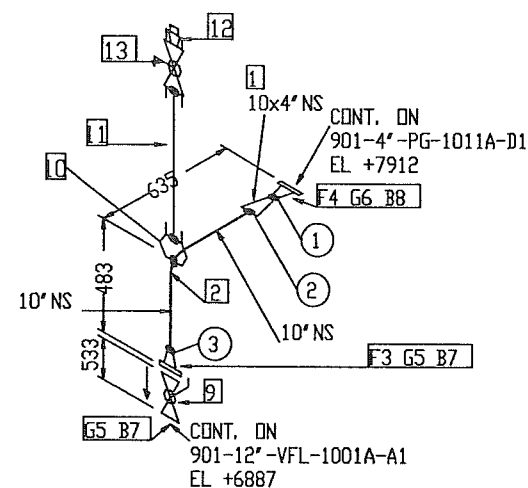 12
13
1
10x4" NS
CONT. ON
901-4"-PG-1011A-D1
EL +7912
11
635
10
F4 G6 B8
1
2
483
2
10" NS
10" NS
3
533
F3 G5 B7
9
G5 B7
CONT. ON
901-12"-VFL-1001A-A1
EL +6887